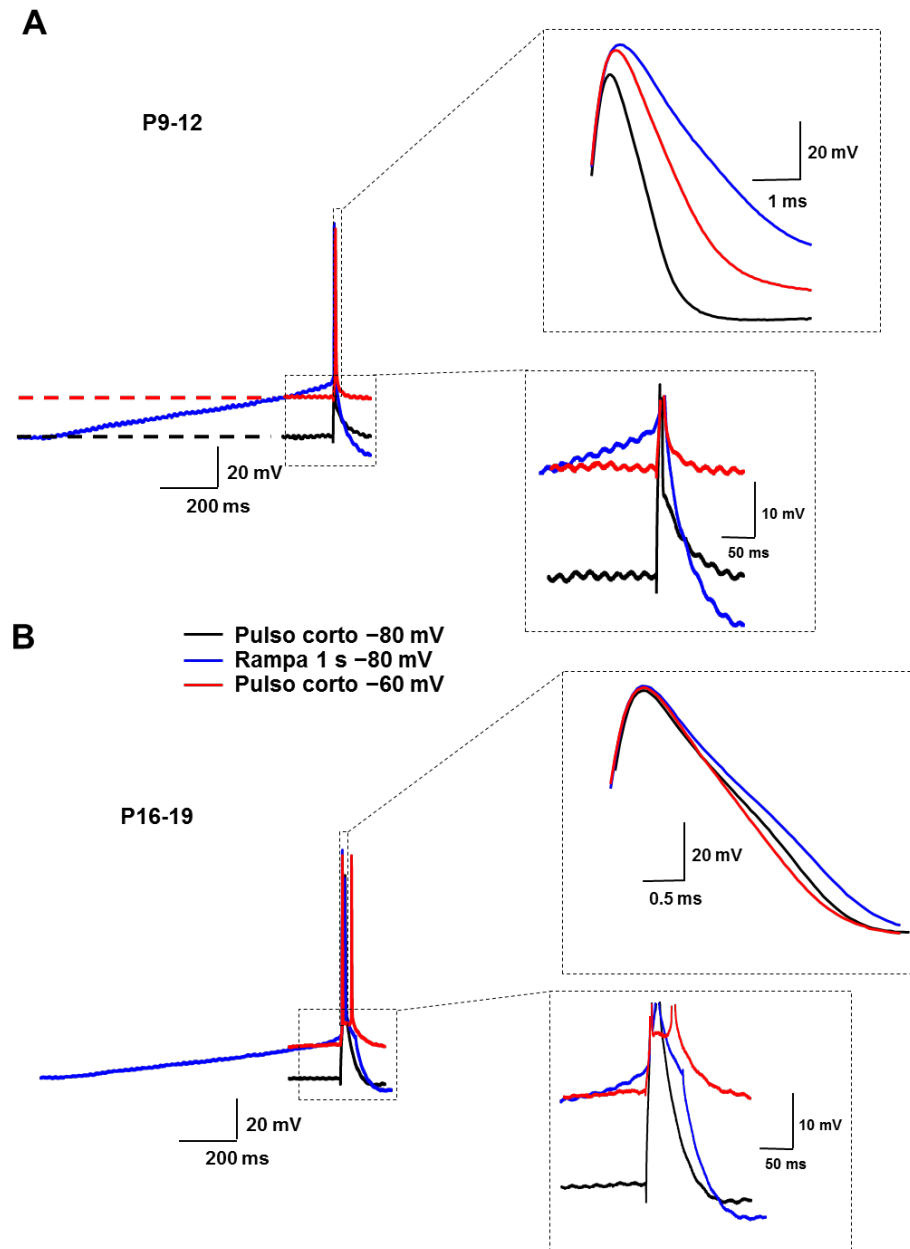 A
P9-12
20 mV
1 ms
20 mV
200 ms
10 mV
50 ms
B
Pulso corto −80 mV
Rampa 1 s −80 mV
Pulso corto −60 mV
P16-19
20 mV
0.5 ms
20 mV
200 ms
10 mV
50 ms